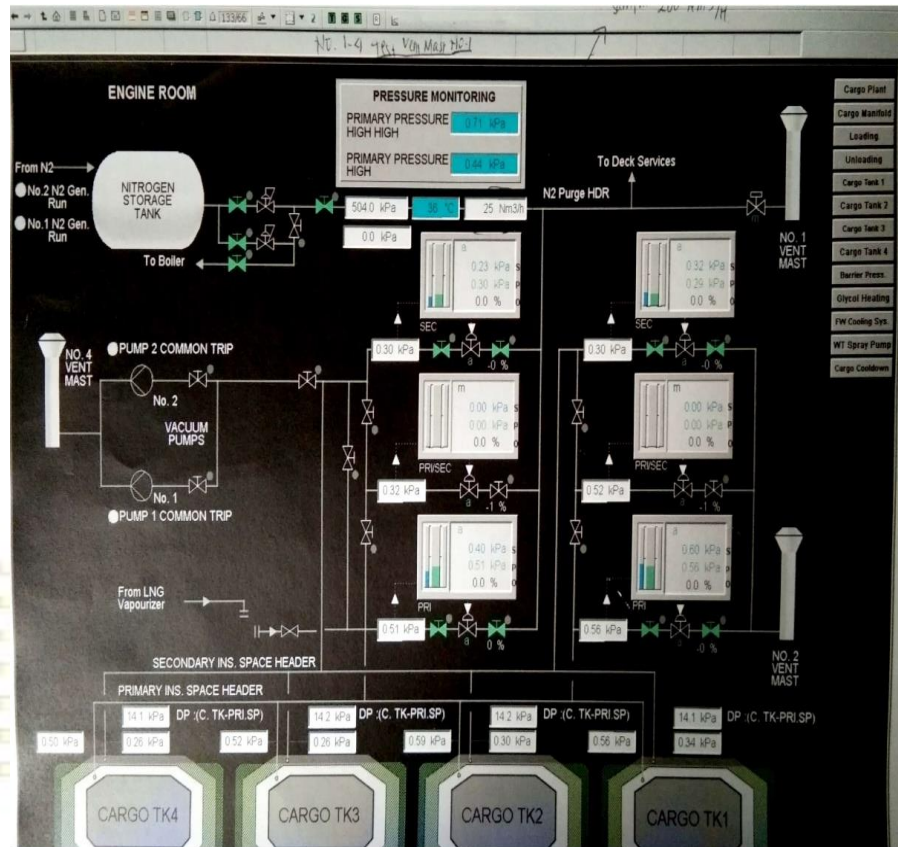 133/66
NO. 1-4
ENGINE ROOM
PRESSURE MONITORING
PRIMARY PRESSURE
HIGH HIGH
0.71 kPa
PRIMARY PRESSURE
HIGH
0.44 kPa
From N2
No.2 N2 Gen.
Run
No.1 N2 Gen.
Run
NITROGEN
STORAGE
TANK
To Boiler
504.0 kPa
36 °C
25 Nm3/h
0.0 kPa
N2 Purge HDR
To Deck Services
m
NO. 1
VENT
MAST
Cargo Plant
Cargo Manifold
Loading
Unloading
Cargo Tank 1
Cargo Tank 2
Cargo Tank 3
Cargo Tank 4
Barrier Press.
Glycol Heating
FW Cooling Sys.
WT Spray Pump
Cargo Cooldown
a
0.23 kPa S
0.30 kPa P
0.0 % O
SEC
0.30 kPa
a
-0 %
a
0.32 kPa S
0.29 kPa P
0.0 % O
SEC
0.30 kPa
a
-0 %
NO. 4
VENT
MAST
PUMP 2 COMMON TRIP
No. 2
VACUUM
PUMPS
No. 1
PUMP 1 COMMON TRIP
m
0.00 kPa S
0.00 kPa P
0.0 % O
PRI/SEC
0.32 kPa
a
-1 %
m
0.00 kPa S
0.00 kPa P
0.0 % O
PRI/SEC
0.52 kPa
a
-1 %
a
0.40 kPa S
0.51 kPa P
0.0 % O
PRI
0.51 kPa
a
0 %
a
0.60 kPa S
0.56 kPa P
0.0 % O
PRI
0.56 kPa
a
-0 %
NO. 2
VENT
MAST
From LNG
Vapourizer
SECONDARY INS. SPACE HEADER
PRIMARY INS. SPACE HEADER
14.1 kPa DP :(C. TK-PRI.SP)
0.50 kPa 0.26 kPa
CARGO TK4
14.2 kPa DP :(C. TK-PRI.SP)
0.52 kPa 0.26 kPa
CARGO TK3
14.2 kPa DP :(C. TK-PRI.SP)
0.59 kPa 0.30 kPa
CARGO TK2
14.1 kPa DP :(C. TK-PRI.SP)
0.56 kPa 0.34 kPa
CARGO TK1